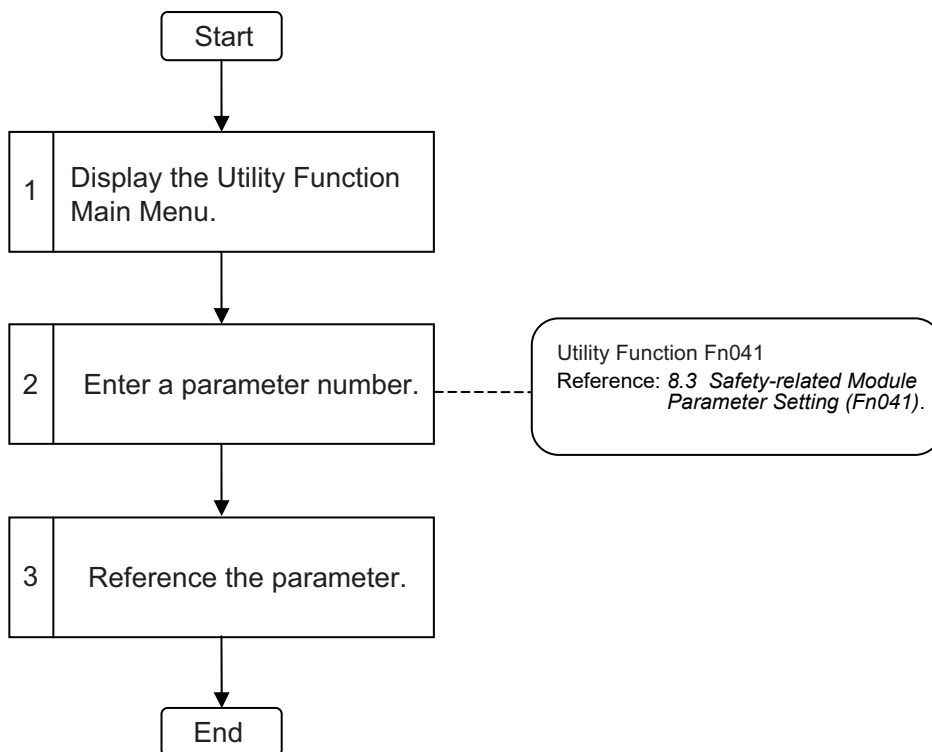 Start
1
Display the Utility Function
Main Menu.
2
Enter a parameter number.
Utility Function Fn041
Reference: 8.3 Safety-related Module
Parameter Setting (Fn041).
3
Reference the parameter.
End